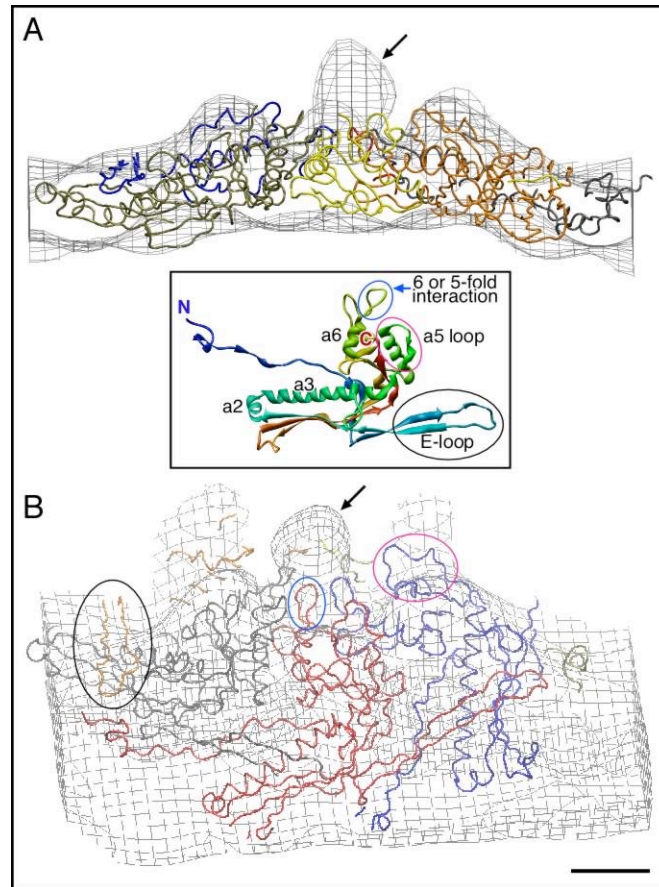 A
6 or 5-fold
interaction
N
a6
C
a5 loop
a3
a2
E-loop
B